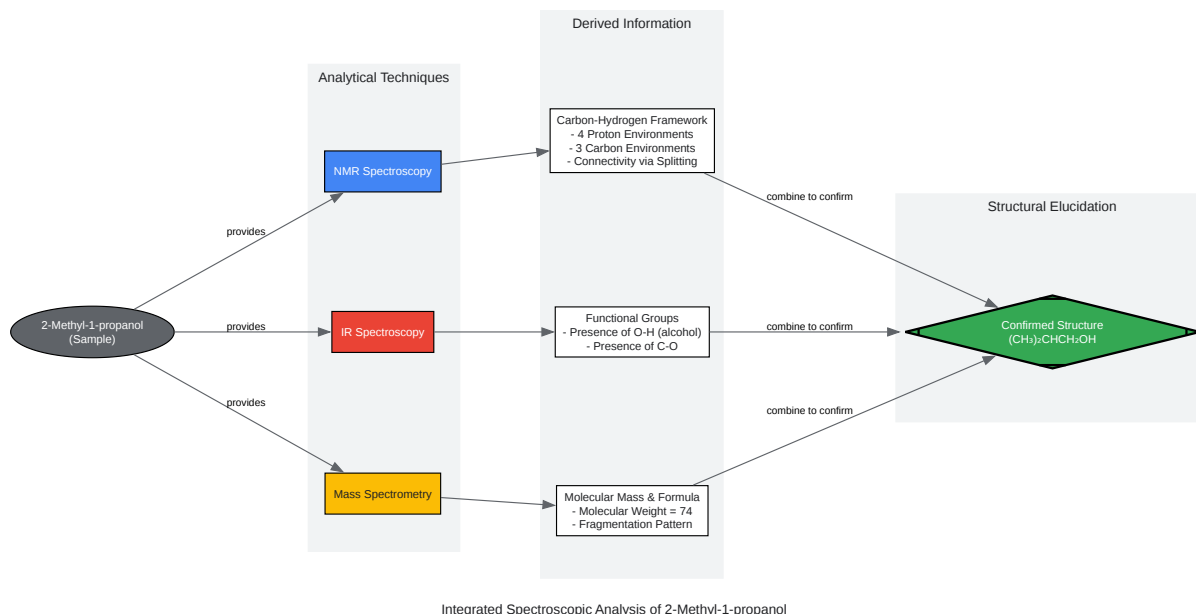 Derived Information
Analytical Techniques
Carbon-Hydrogen Framework
- 4 Proton Environments
- 3 Carbon Environments
- Connectivity via Splitting
NMR Spectroscopy
combine to confirm
Structural Elucidation
provides
2-Methyl-1-propanol
(Sample)
provides
IR Spectroscopy
Functional Groups
- Presence of O-H (alcohol)
- Presence of C-O
combine to confirm
Confirmed Structure
(CH₃)₂CHCH₂OH
provides
combine to confirm
Mass Spectrometry
Molecular Mass & Formula
- Molecular Weight = 74
- Fragmentation Pattern
Integrated Spectroscopic Analysis of 2-Methyl-1-propanol